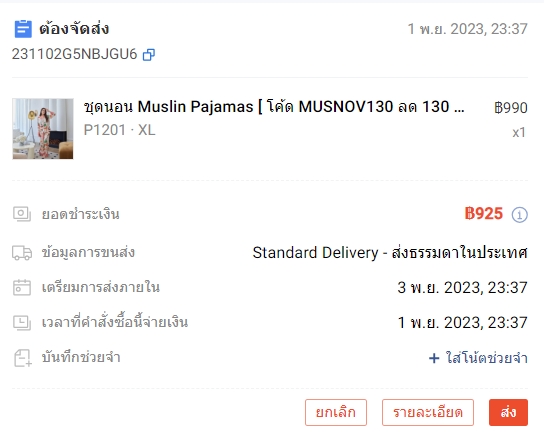 ต้องจัดส่ง 1 พ.ย. 2023, 23:37
231102G5NBJGU6
ชุดนอน Muslin Pajamas [ โค้ด MUSNOV130 ลด 130 ... ฿990
P1201 · XL x1
ยอดชำระเงิน ฿925
ข้อมูลการขนส่ง Standard Delivery - ส่งธรรมดาในประเทศ
เตรียมการส่งภายใน 3 พ.ย. 2023, 23:37
เวลาที่คำสั่งซื้อนี้จ่ายเงิน 1 พ.ย. 2023, 23:37
บันทึกช่วยจำ + ใส่โน้ตช่วยจำ
ยกเลิก รายละเอียด ส่ง